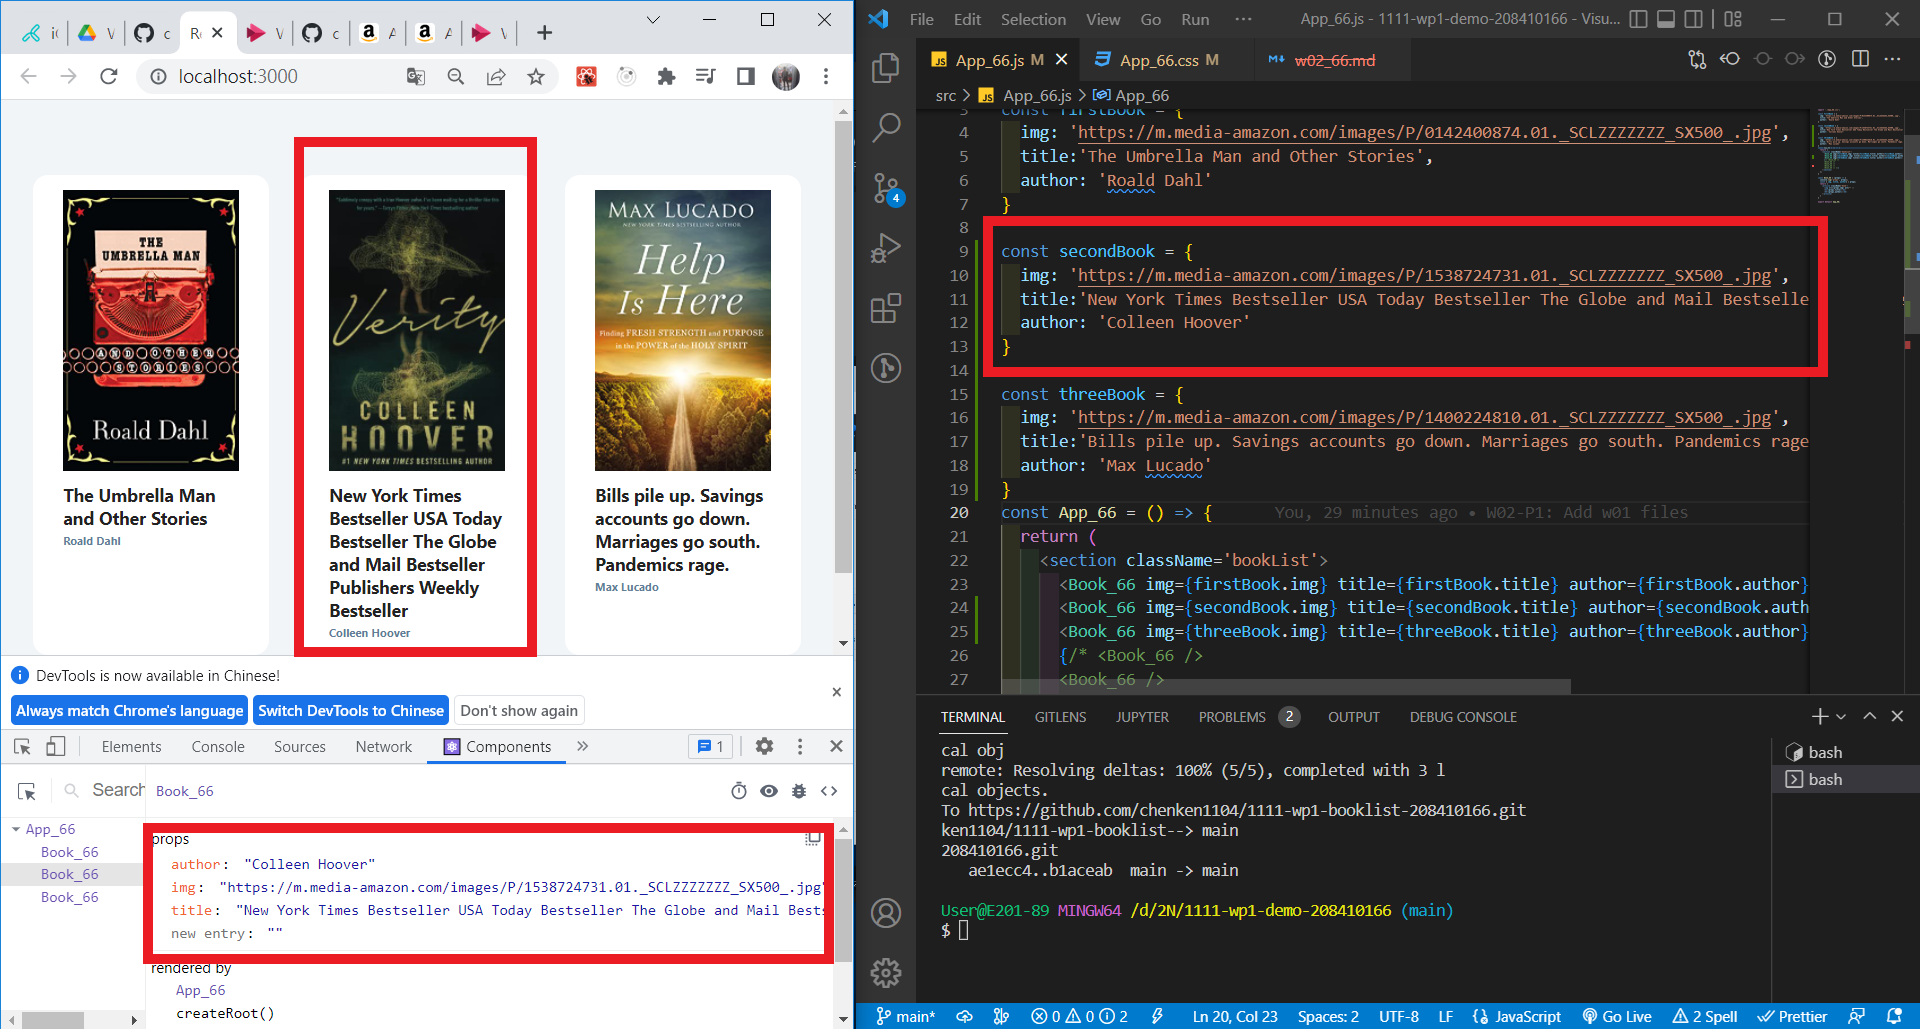 localhost:3000
THE
UMBRELLA MAN
AND OTHER
STORIES
Roald Dahl
The Umbrella Man
and Other Stories
Roald Dahl
Verity
COLLEEN
HOOVER
#1 NEW YORK TIMES BESTSELLING AUTHOR
New York Times
Bestseller USA Today
Bestseller The Globe
and Mail Bestseller
Publishers Weekly
Bestseller
Colleen Hoover
MAX LUCADO
NEW YORK TIMES BESTSELLING AUTHOR
Help
Is Here
Finding FRESH STRENGTH and PURPOSE
in the POWER of the HOLY SPIRIT
Bills pile up. Savings
accounts go down.
Marriages go south.
Pandemics rage.
Max Lucado
DevTools is now available in Chinese!
Always match Chrome's language
Switch DevTools to Chinese
Don't show again
Elements
Console
Sources
Network
Components
1
Search
Book_66
App_66
Book_66
Book_66
Book_66
props
author: "Colleen Hoover"
img: "https://m.media-amazon.com/images/P/1538724731.01._SCLZZZZZZZ_SX500_.jpg"
title: "New York Times Bestseller USA Today Bestseller The Globe and Mail Bests
new entry: ""
rendered by
App_66
createRoot()
File Edit Selection View Go Run ···
App_66.js - 1111-wp1-demo-208410166 - Visu...
App_66.js M
App_66.css M
w02_66.md
src > App_66.js > App_66
3 const firstBook = {
4 img: 'https://m.media-amazon.com/images/P/0142400874.01._SCLZZZZZZZ_SX500_.jpg',
5 title:'The Umbrella Man and Other Stories',
6 author: 'Roald Dahl'
7 }
8
9 const secondBook = {
10 img: 'https://m.media-amazon.com/images/P/1538724731.01._SCLZZZZZZZ_SX500_.jpg',
11 title:'New York Times Bestseller USA Today Bestseller The Globe and Mail Bestselle
12 author: 'Colleen Hoover'
13 }
14
15 const threeBook = {
16 img: 'https://m.media-amazon.com/images/P/1400224810.01._SCLZZZZZZZ_SX500_.jpg',
17 title:'Bills pile up. Savings accounts go down. Marriages go south. Pandemics rage
18 author: 'Max Lucado'
19 }
20 const App_66 = () => { You, 29 minutes ago • W02-P1: Add w01 files
21 return (
22 <section className='bookList'>
23 <Book_66 img={firstBook.img} title={firstBook.title} author={firstBook.author}
24 <Book_66 img={secondBook.img} title={secondBook.title} author={secondBook.auth
25 <Book_66 img={threeBook.img} title={threeBook.title} author={threeBook.author}
26 {/* <Book_66 />
27 <Book_66 />
4
TERMINAL
GITLENS
JUPYTER
PROBLEMS 2
OUTPUT
DEBUG CONSOLE
cal obj
remote: Resolving deltas: 100% (5/5), completed with 3 l
cal objects.
To https://github.com/chenken1104/1111-wp1-booklist-208410166.git
ken1104/1111-wp1-booklist--> main
208410166.git
ae1ecc4..b1aceab main -> main
User@E201-89 MINGW64 /d/2N/1111-wp1-demo-208410166 (main)
$
bash
bash
main*
0 0 2
Ln 20, Col 23
Spaces: 2
UTF-8
LF
JavaScript
Go Live
2 Spell
Prettier